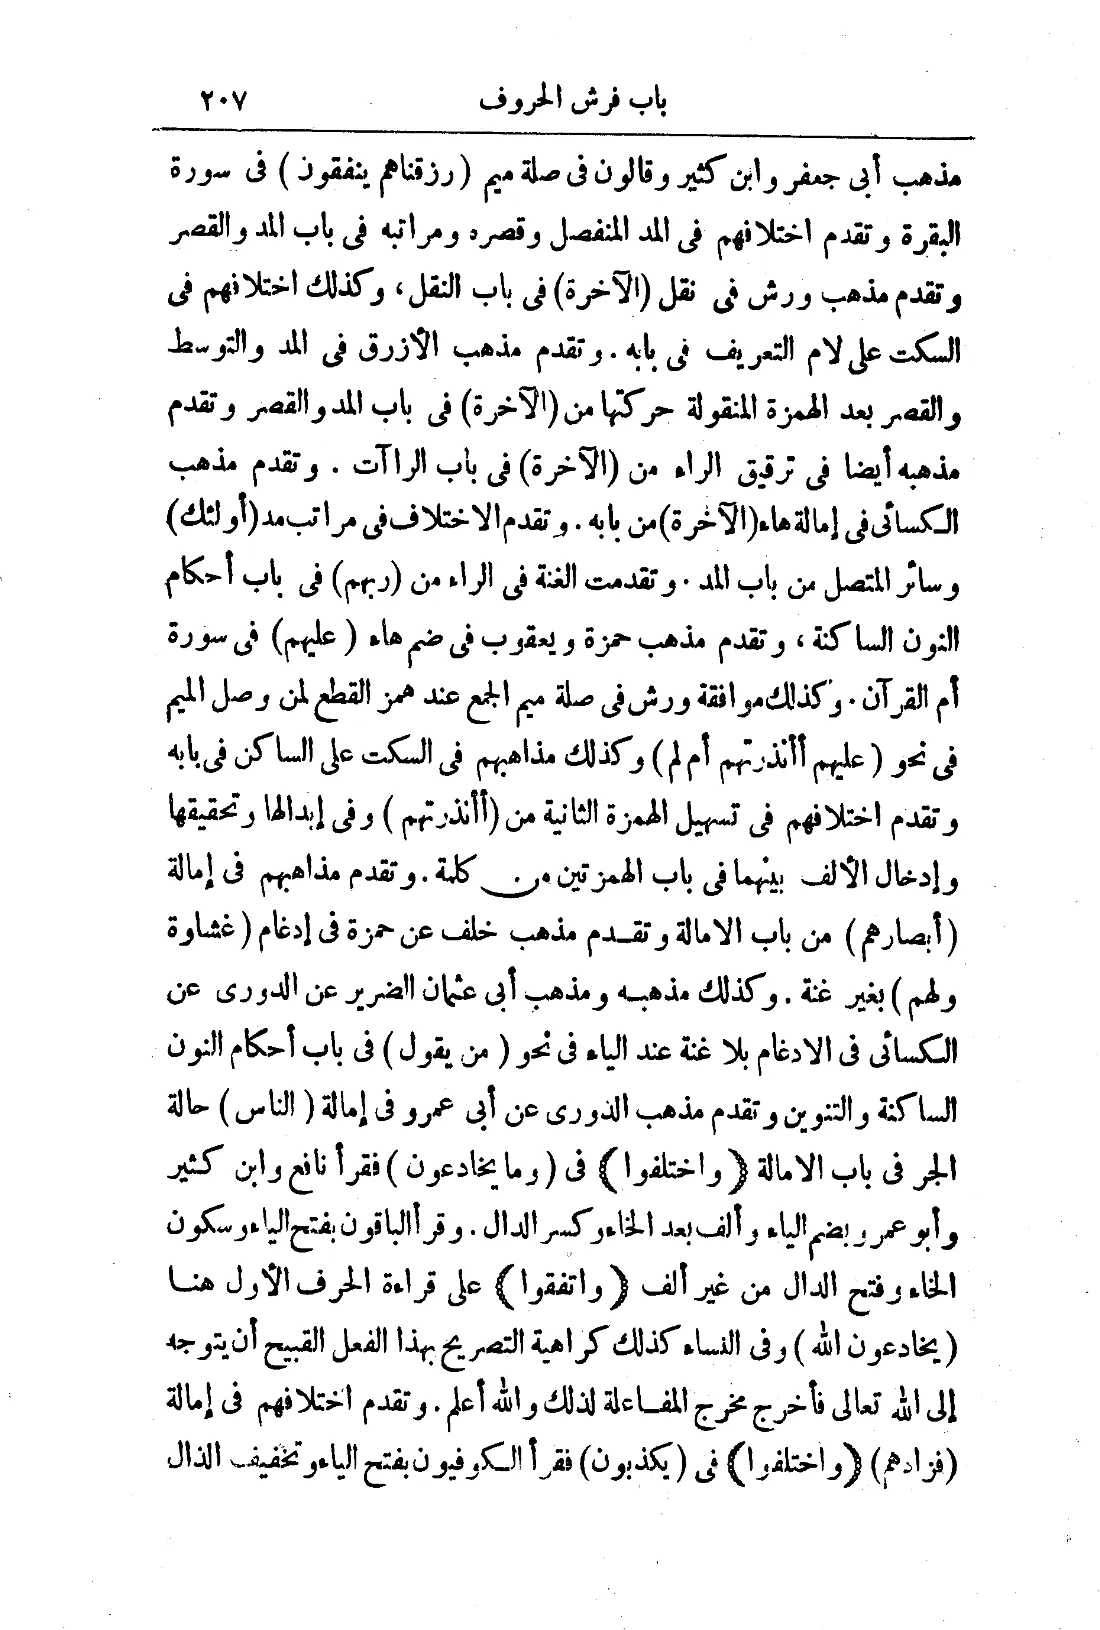 باب فرش الحروف ٢٠٧
مذهب أبى جعفر وابن كثير وقالون فى صلة ميم (رزقناهم ينفقون) فى سورة
البقرة وتقدم اختلافهم فى المد المنفصل وقصره ومراتبه فى باب المد والقصر
وتقدم مذهب ورش فى نقل (الآخرة) فى باب النقل، وكذلك اختلافهم فى
السكت على لام التعريف فى بابه. وتقدم مذهب الأزرق فى المد والتوسط
والقصر بعد الهمزة المنقولة حركتها من (الآخرة) فى باب المد والقصر وتقدم
مذهبه أيضا فى ترقيق الراء من (الآخرة) فى باب الراآت . وتقدم مذهب
الكسائى فى إمالة هاء (الآخرة) من بابه. وتقدم الاختلاف فى مراتب مد (أولئك)
وسائر المتصل من باب المد . وتقدمت الغنة فى الراء من (ربهم) فى باب أحكام
النون الساكنة ، وتقدم مذهب حمزة ويعقوب فى ضم هاء (عليهم) فى سورة
أم القرآن. وكذلك موافقة ورش فى صلة ميم الجمع عند همز القطع لمن وصل الميم
فى نحو (عليهم أأنذرتهم أم لم) وكذلك مذاهبهم فى السكت على الساكن فى بابه
وتقدم اختلافهم فى تسهيل الهمزة الثانية من (أأنذرتهم) وفى إبدالها وتحقيقها
وإدخال الألف بينهما فى باب الهمزتين من كلمة. وتقدم مذاهبهم فى إمالة
(أبصارهم) من باب الامالة وتقدم مذهب خلف عن حمزة فى إدغام (غشاوة
ولهم) بغير غنة . وكذلك مذهبه ومذهب أبى عثمان الضرير عن الدورى عن
الكسائى فى الادغام بلا غنة عند الياء فى نحو (من يقول) فى باب أحكام النون
الساكنة والتنوين وتقدم مذهب الدورى عن أبى عمرو فى إمالة (الناس) حالة
الجر فى باب الامالة (واختلفوا) فى (وما يخادعون) فقرأ نافع وابن كثير
وأبو عمرو بضم الياء وألف بعد الخاء وكسر الدال . وقرأ الباقون بفتح الياء وسكون
الخاء وفتح الدال من غير ألف (واتفقوا) على قراءة الحرف الأول هنا
(يخادعون الله) وفى النساء كذلك كراهية التصريح بهذا الفعل القبيح أن يتوجه
إلى الله تعالى فأخرج مخرج المفاعلة لذلك والله أعلم. وتقدم اختلافهم فى إمالة
(فزادهم) (واختلفوا) فى (يكذبون) فقرأ الكوفيون بفتح الياء وتخفيف الذال